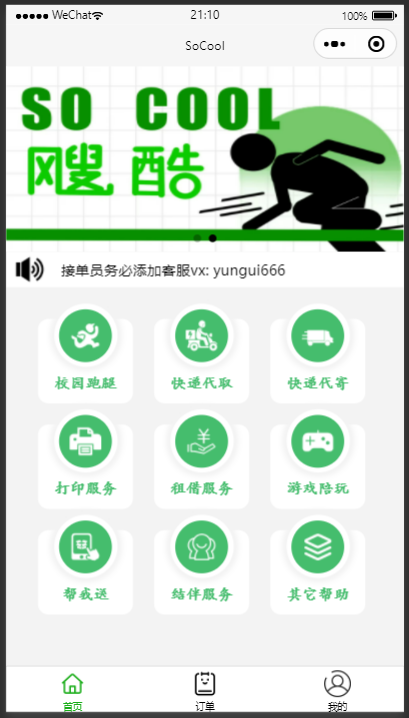 WeChat 21:10 100%
SoCool
SO COOL
飕酷
接单员务必添加客服vx: yungui666
校园跑腿 快递代取 快递代寄
打印服务 租借服务 游戏陪玩
帮我送 结伴服务 其它帮助
首页 订单 我的